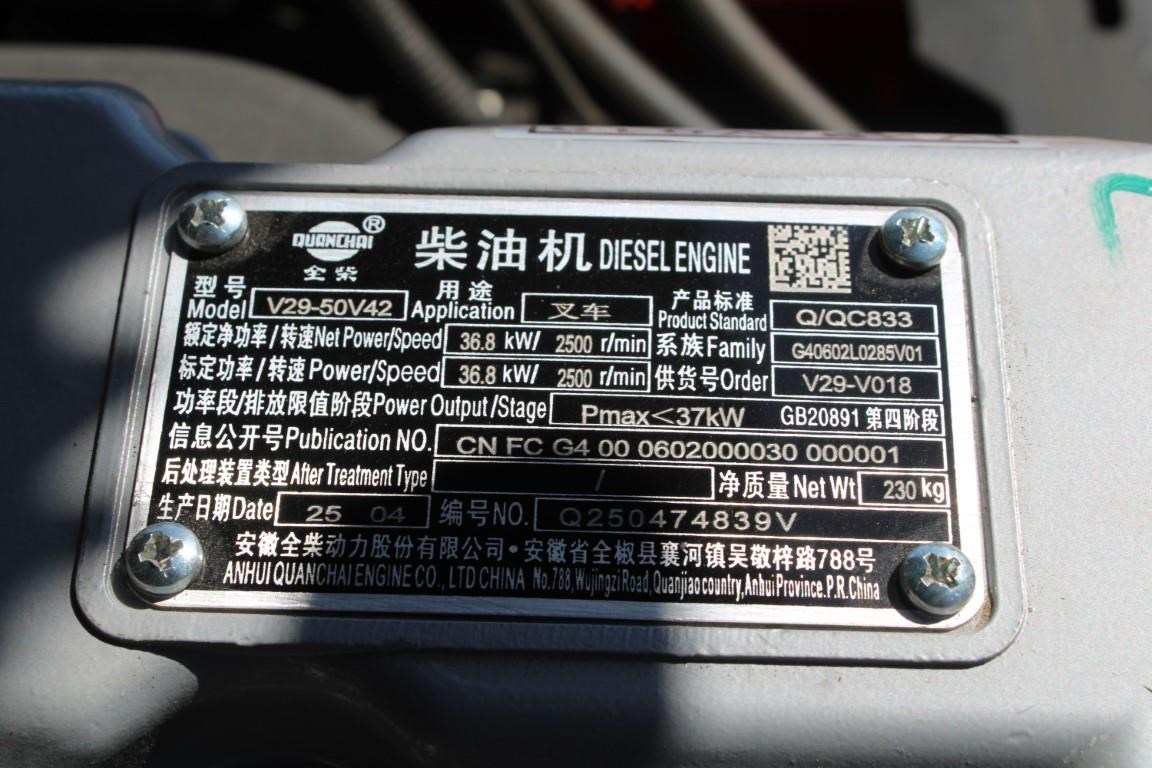 QUANCHAI®
全柴
柴油机 DIESEL ENGINE
型号 Model V29-50V42 用途 Application 叉车 产品标准 Product Standard Q/QC833
额定净功率/转速Net Power/Speed 36.8 kW/ 2500 r/min 系族Family G40602L0285V01
标定功率/转速Power/Speed 36.8 kW/ 2500 r/min 供货号Order V29-V018
功率段/排放限值阶段Power Output/Stage Pmax<37kW GB20891 第四阶段
信息公开号Publication NO. CN FC G4 00 0602000030 000001
后处理装置类型After Treatment Type / 净质量Net Wt 230 kg
生产日期Date 25 04 编号NO. Q250474839V
安徽全柴动力股份有限公司·安徽省全椒县襄河镇吴敬梓路788号
ANHUI QUANCHAI ENGINE CO., LTD CHINA No.788,Wujingzi Road,Quanjiao country,Anhui Province.P.R.China